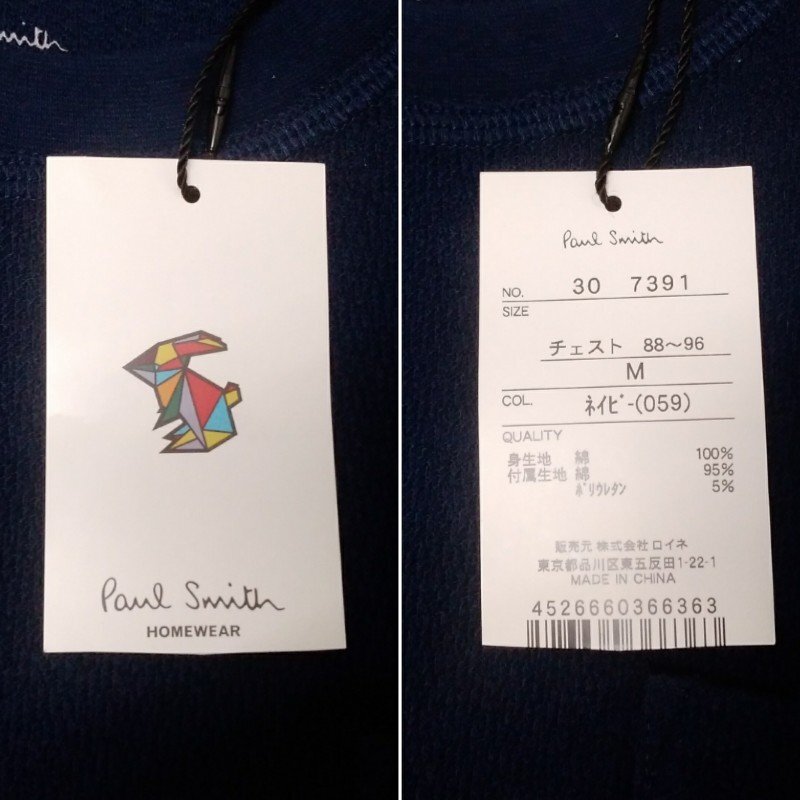 Smith
Paul Smith
HOMEWEAR
Paul Smith
NO. 30 7391
SIZE
チェスト 88～96
M
COL. ネイビー(059)
QUALITY
身生地 綿 100%
付属生地 綿 95%
ポリウレタン 5%
販売元 株式会社 ロイネ
東京都品川区東五反田1-22-1
MADE IN CHINA
4526660366363